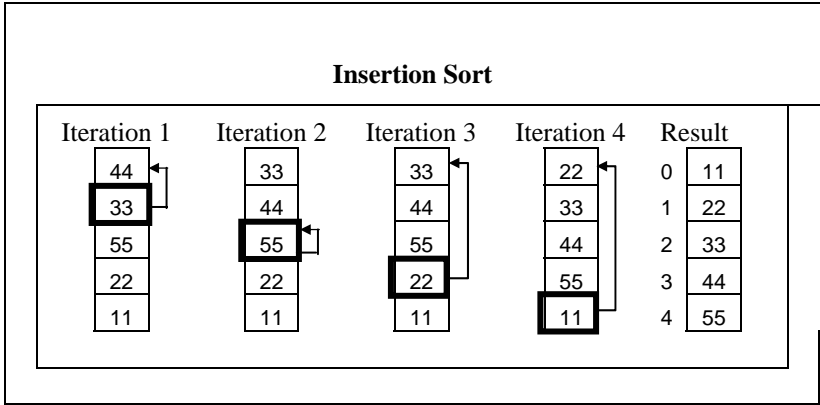 Insertion Sort
Iteration 1 Iteration 2 Iteration 3 Iteration 4 Result
44 33 33 22 0 11
33 44 44 33 1 22
55 55 55 44 2 33
22 22 22 55 3 44
11 11 11 11 4 55